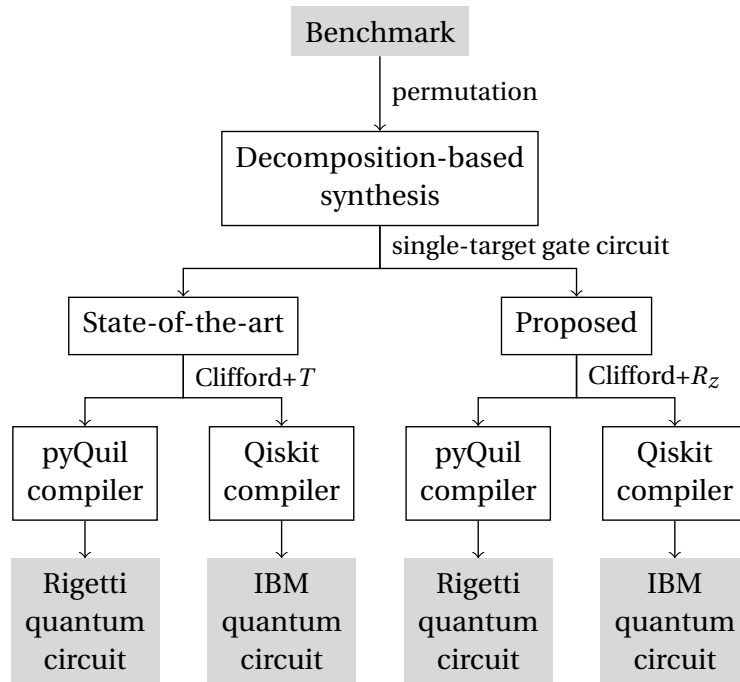 Benchmark
permutation
Decomposition-based
synthesis
single-target gate circuit
State-of-the-art
Proposed
Clifford+T
Clifford+R_z
pyQuil
compiler
Qiskit
compiler
pyQuil
compiler
Qiskit
compiler
Rigetti
quantum
circuit
IBM
quantum
circuit
Rigetti
quantum
circuit
IBM
quantum
circuit